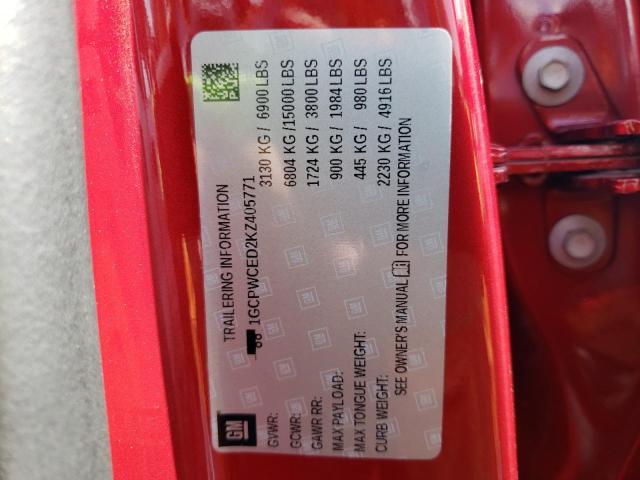 GM
TRAILERING INFORMATION
1GCPWCED2KZ405771
GVWR: 3130 KG / 6900 LBS
GCWR: 6804 KG /15000 LBS
GAWR RR: 1724 KG / 3800 LBS
MAX PAYLOAD: 900 KG / 1984 LBS
MAX TONGUE WEIGHT: 445 KG / 980 LBS
CURB WEIGHT: 2230 KG / 4916 LBS
SEE OWNER'S MANUAL FOR MORE INFORMATION